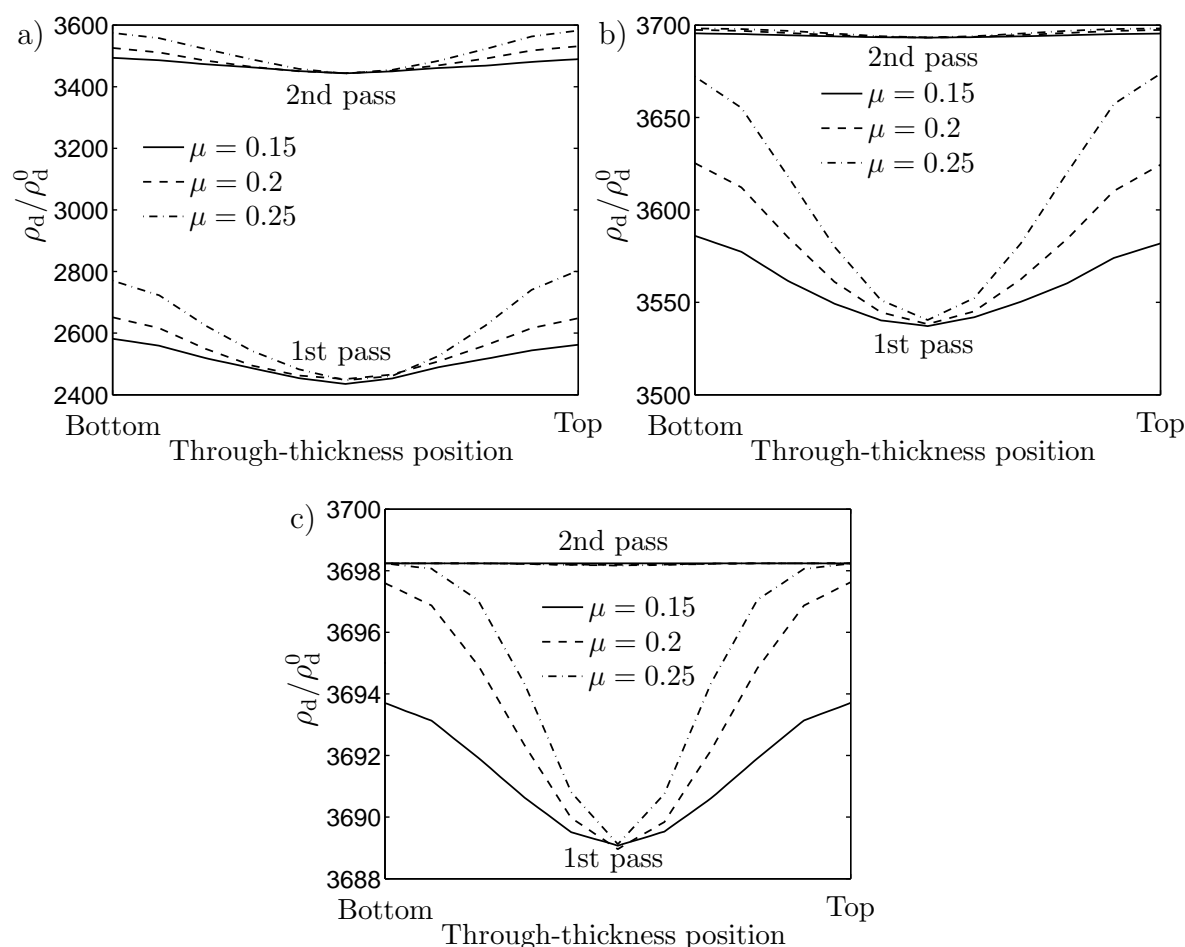 a)
3600
3400
3200
3000
2800
2600
2400
ρd/ρd0
2nd pass
μ = 0.15
μ = 0.2
μ = 0.25
1st pass
Bottom
Top
Through-thickness position
b)
3700
3650
3600
3550
3500
ρd/ρd0
2nd pass
μ = 0.15
μ = 0.2
μ = 0.25
1st pass
Bottom
Top
Through-thickness position
c)
3700
3698
3696
3694
3692
3690
3688
ρd/ρd0
2nd pass
μ = 0.15
μ = 0.2
μ = 0.25
1st pass
Bottom
Top
Through-thickness position